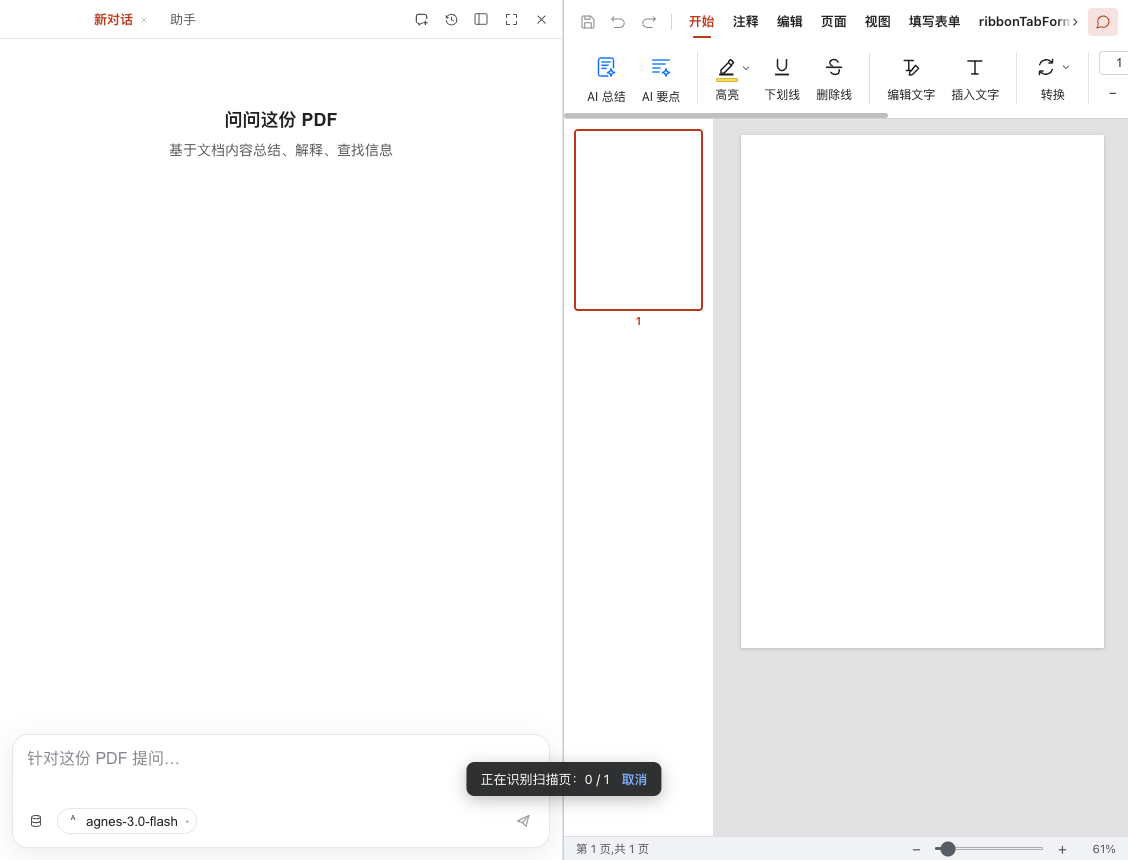 新对话
助手
问问这份 PDF
基于文档内容总结、解释、查找信息
针对这份 PDF 提问…
A agnes-3.0-flash
开始 注释 编辑 页面 视图 填写表单 ribbonTabForm
AI 总结 AI 要点 高亮 下划线 删除线 编辑文字 插入文字 转换
1
1
正在识别扫描页：0 / 1 取消
第 1 页,共 1 页
61%